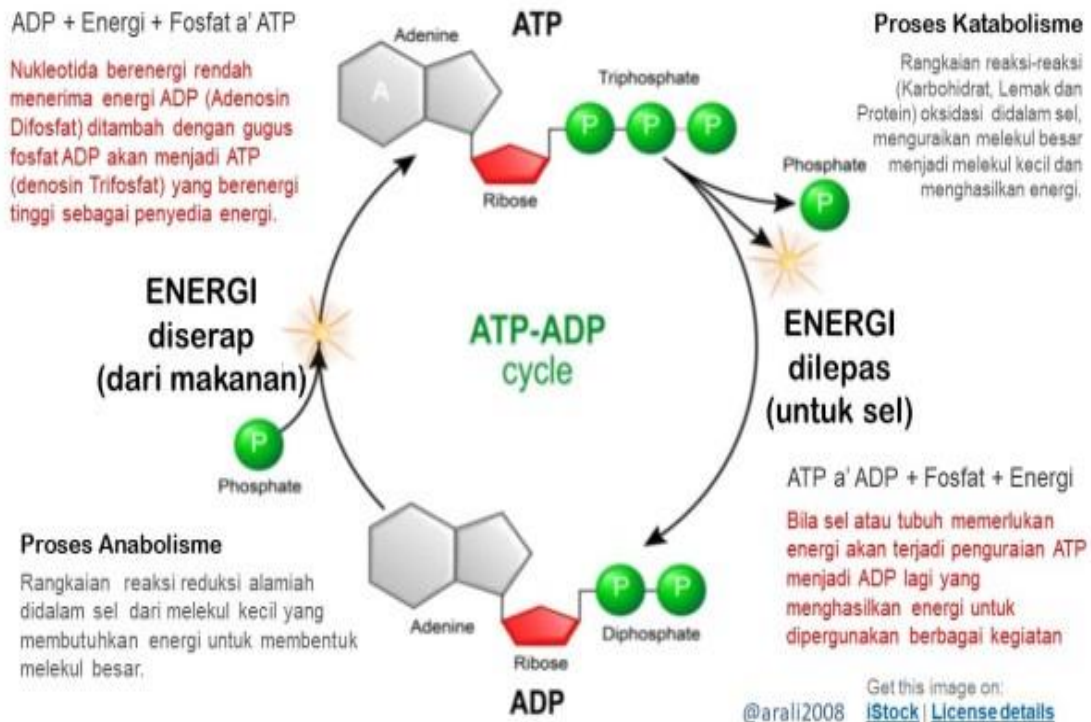 ADP + Energi + Fosfat a' ATP
Nukleotida berenergi rendah
menerima energi ADP (Adenosin
Difosfat) ditambah dengan gugus
fosfat ADP akan menjadi ATP
(denosin Trifosfat) yang berenergi
tinggi sebagai penyedia energi.
ATP
Adenine
A
Triphosphate
P P P
Ribose
Proses Katabolisme
Rangkaian reaksi-reaksi
(Karbohidrat, Lemak dan
Protein) oksidasi didalam sel,
menguraikan melekul besar
menjadi melekul kecil dan
menghasilkan energi.
Phosphate
P
ENERGI
diserap
(dari makanan)
ATP-ADP
cycle
ENERGI
dilepas
(untuk sel)
P
Phosphate
Proses Anabolisme
Rangkaian reaksi reduksi alamiah
didalam sel dari melekul kecil yang
membutuhkan energi untuk membentuk
melekul besar.
Adenine
P P
Diphosphate
Ribose
ADP
ATP a' ADP + Fosfat + Energi
Bila sel atau tubuh memerlukan
energi akan terjadi penguraian ATP
menjadi ADP lagi yang
menghasilkan energi untuk
dipergunakan berbagai kegiatan
@arali2008
Get this image on:
iStock | License details